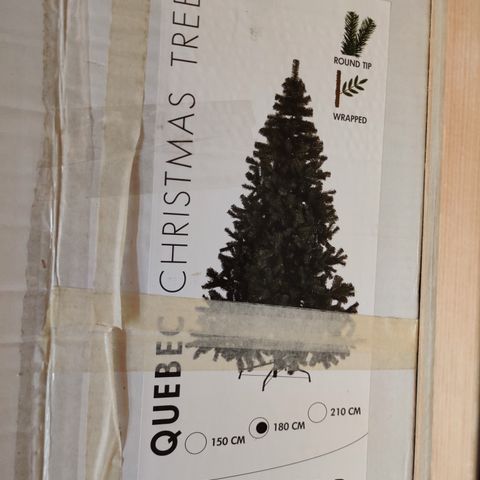 QUEBEC CHRISTMAS TREE
ROUND TIP
WRAPPED
150 CM
180 CM
210 CM